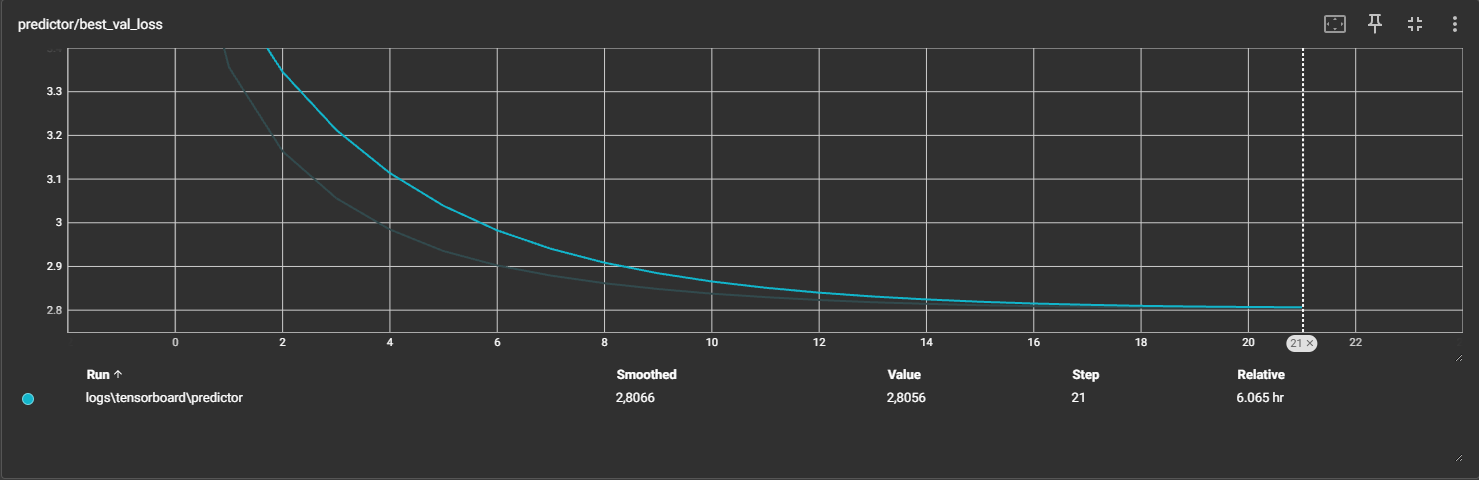 predictor/best_val_loss
3.3
3.2
3.1
3
2.9
2.8
0 2 4 6 8 10 12 14 16 18 20 21 × 22
Run ↑ Smoothed Value Step Relative
logs\tensorboard\predictor 2,8066 2,8056 21 6.065 hr